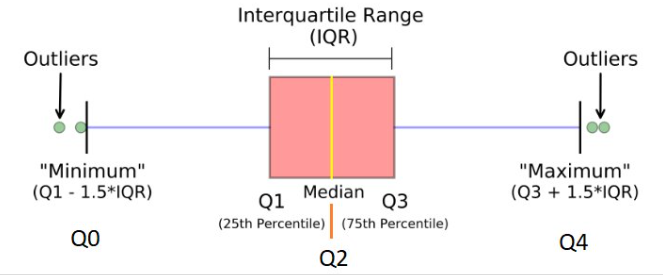 Interquartile Range
(IQR)
Outliers
Outliers
"Minimum"
(Q1 - 1.5*IQR)
Q0
Q1
(25th Percentile)
Median
Q2
Q3
(75th Percentile)
"Maximum"
(Q3 + 1.5*IQR)
Q4